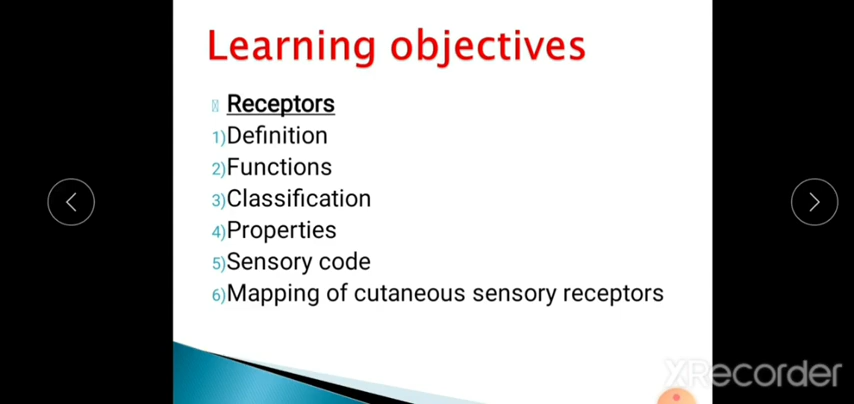 Learning objectives
Receptors
1)Definition
2)Functions
3)Classification
4)Properties
5)Sensory code
6)Mapping of cutaneous sensory receptors
XRecorder